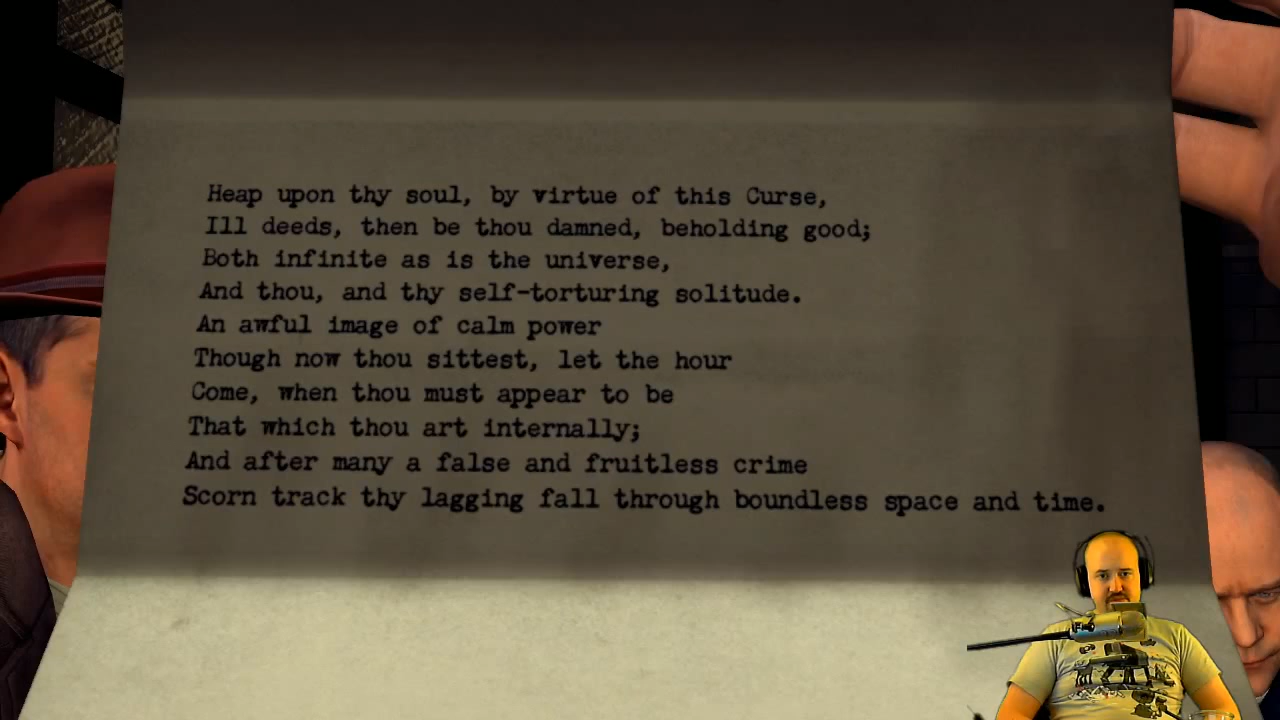 Heap upon thy soul, by virtue of this Curse,
Ill deeds, then be thou damned, beholding good;
Both infinite as is the universe,
And thou, and thy self-torturing solitude.
An awful image of calm power
Though now thou sittest, let the hour
Come, when thou must appear to be
That which thou art internally;
And after many a false and fruitless crime
Scorn track thy lagging fall through boundless space and time.